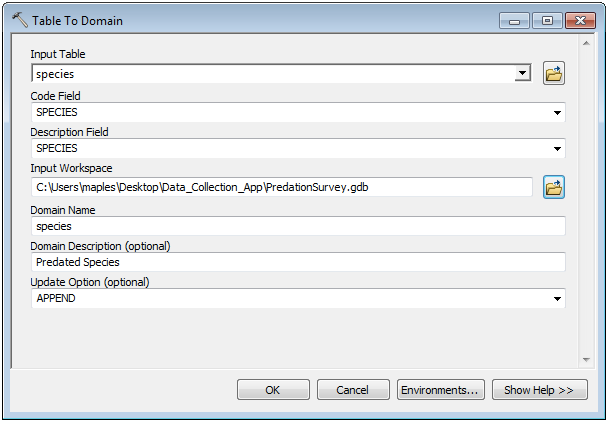 Table To Domain
Input Table
species
Code Field
SPECIES
Description Field
SPECIES
Input Workspace
C:\Users\maples\Desktop\Data_Collection_App\PredationSurvey.gdb
Domain Name
species
Domain Description (optional)
Predated Species
Update Option (optional)
APPEND
OK Cancel Environments... Show Help >>